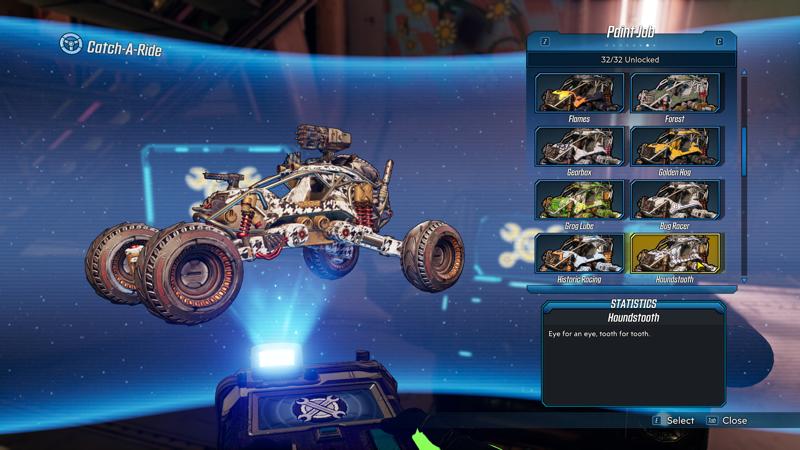 Catch-A-Ride
Paint Job
Z
C
32/32 Unlocked
Flames
Forest
Gearbox
Golden Hog
Grog Lube
Bug Racer
Historic Racing
Houndstooth
STATISTICS
Houndstooth
Eye for an eye, tooth for tooth.
E Select
Tab Close